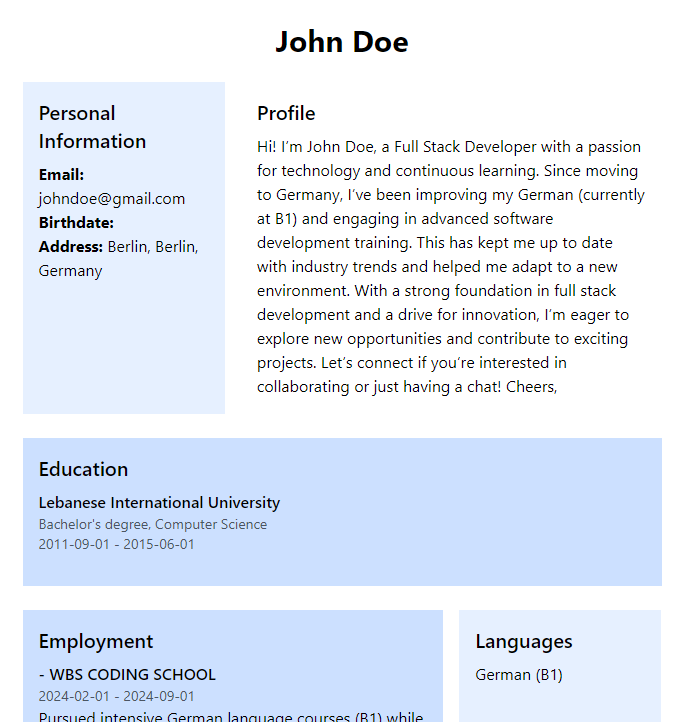 John Doe
Personal
Information
Email:
johndoe@gmail.com
Birthdate:
Address: Berlin, Berlin,
Germany
Profile
Hi! I'm John Doe, a Full Stack Developer with a passion
for technology and continuous learning. Since moving
to Germany, I've been improving my German (currently
at B1) and engaging in advanced software
development training. This has kept me up to date
with industry trends and helped me adapt to a new
environment. With a strong foundation in full stack
development and a drive for innovation, I'm eager to
explore new opportunities and contribute to exciting
projects. Let's connect if you're interested in
collaborating or just having a chat! Cheers,
Education
Lebanese International University
Bachelor's degree, Computer Science
2011-09-01 - 2015-06-01
Employment
- WBS CODING SCHOOL
2024-02-01 - 2024-09-01
Pursued intensive German language courses (B1) while
Languages
German (B1)